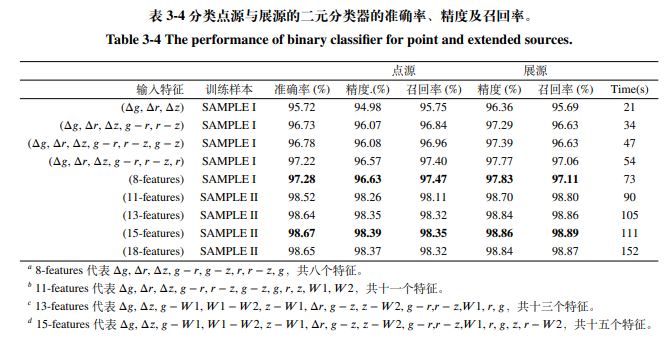 表 3-4 分类点源与展源的二元分类器的准确率、精度及召回率。
Table 3-4 The performance of binary classifier for point and extended sources.
点源 展源
输入特征 训练样本 准确率 (%) 精度.(%) 召回率 (%) 精度 (%) 召回率 (%) Time(s)
(Δg, Δr, Δz) SAMPLE I 95.72 94.98 95.75 96.36 95.69 21
(Δg, Δr, Δz, g − r, r − z) SAMPLE I 96.73 96.07 96.84 97.29 96.63 34
(Δg, Δr, Δz, g − r, r − z, g − z) SAMPLE I 96.78 96.08 96.96 97.39 96.63 47
(Δg, Δr, Δz, g − r, r − z, r) SAMPLE I 97.22 96.57 97.40 97.77 97.06 54
(8-features) SAMPLE I 97.28 96.63 97.47 97.83 97.11 73
(11-features) SAMPLE II 98.52 98.26 98.11 98.70 98.80 90
(13-features) SAMPLE II 98.64 98.35 98.32 98.84 98.86 105
(15-features) SAMPLE II 98.67 98.39 98.35 98.86 98.89 111
(18-features) SAMPLE II 98.65 98.37 98.32 98.84 98.87 152
a 8-features 代表 Δg, Δr, Δz, g − r, g − z, r, r − z, g，共八个特征。
b 11-features 代表 Δg, Δr, Δz, g − r, r − z, g − z, g, r, z, W1, W2，共十一个特征。
c 13-features 代表 Δg, Δz, g − W1, W1 − W2, z − W1, Δr, g − z, z − W2, g − r,r − z,W1, r, g，共十三个特征。
d 15-features 代表 Δg, Δz, g − W1, W1 − W2, z − W1, Δr, g − z, z − W2, g − r,r − z,W1, r, g, z, r − W2，共十五个特征。